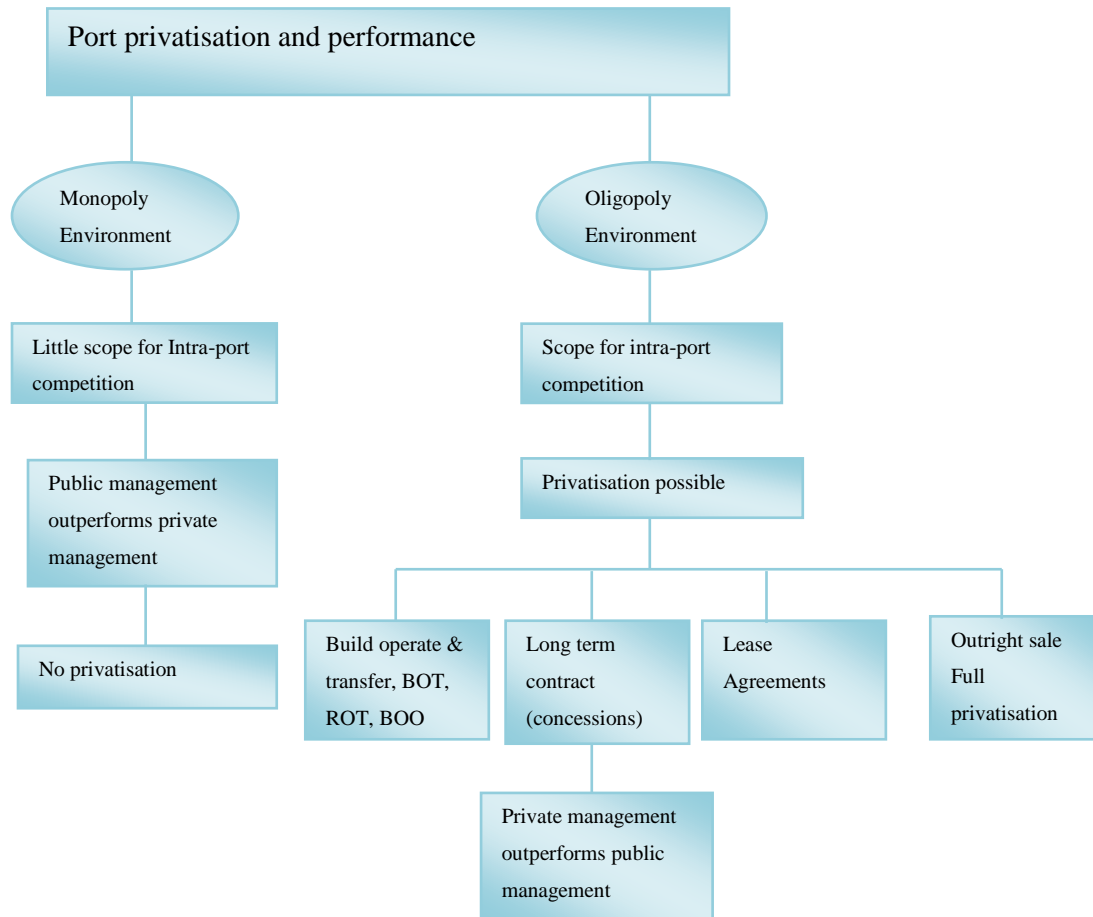 Port privatisation and performance
Monopoly
Environment
Oligopoly
Environment
Little scope for Intra-port
competition
Scope for intra-port
competition
Public management
outperforms private
management
Privatisation possible
No privatisation
Build operate &
transfer, BOT,
ROT, BOO
Long term
contract
(concessions)
Lease
Agreements
Outright sale
Full
privatisation
Private management
outperforms public
management